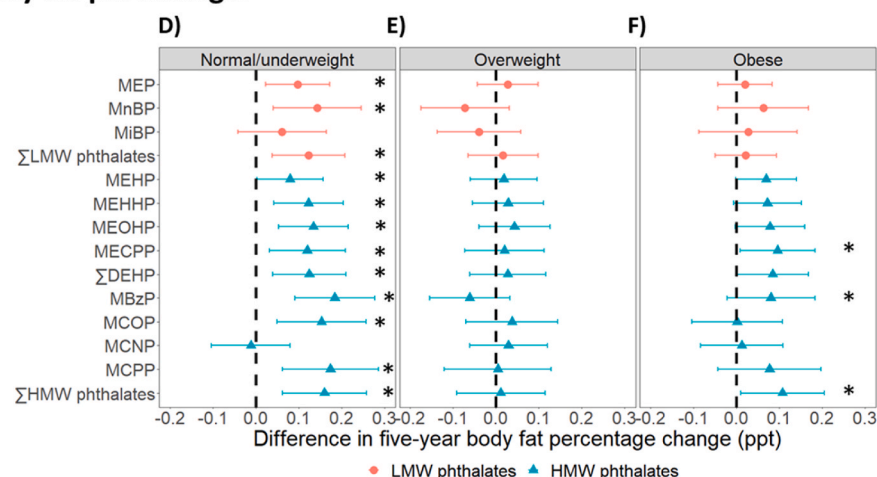 D) E) F)
Normal/underweight Overweight Obese
MEP * 
MnBP *
MiBP
∑LMW phthalates *
MEHP *
MEHHP *
MEOHP *
MECPP * *
∑DEHP *
MBzP * *
MCOP *
MCNP
MCPP *
∑HMW phthalates * *
-0.2 -0.1 0.0 0.1 0.2 0.3 -0.2 -0.1 0.0 0.1 0.2 0.3 -0.2 -0.1 0.0 0.1 0.2 0.3
Difference in five-year body fat percentage change (ppt)
LMW phthalates HMW phthalates